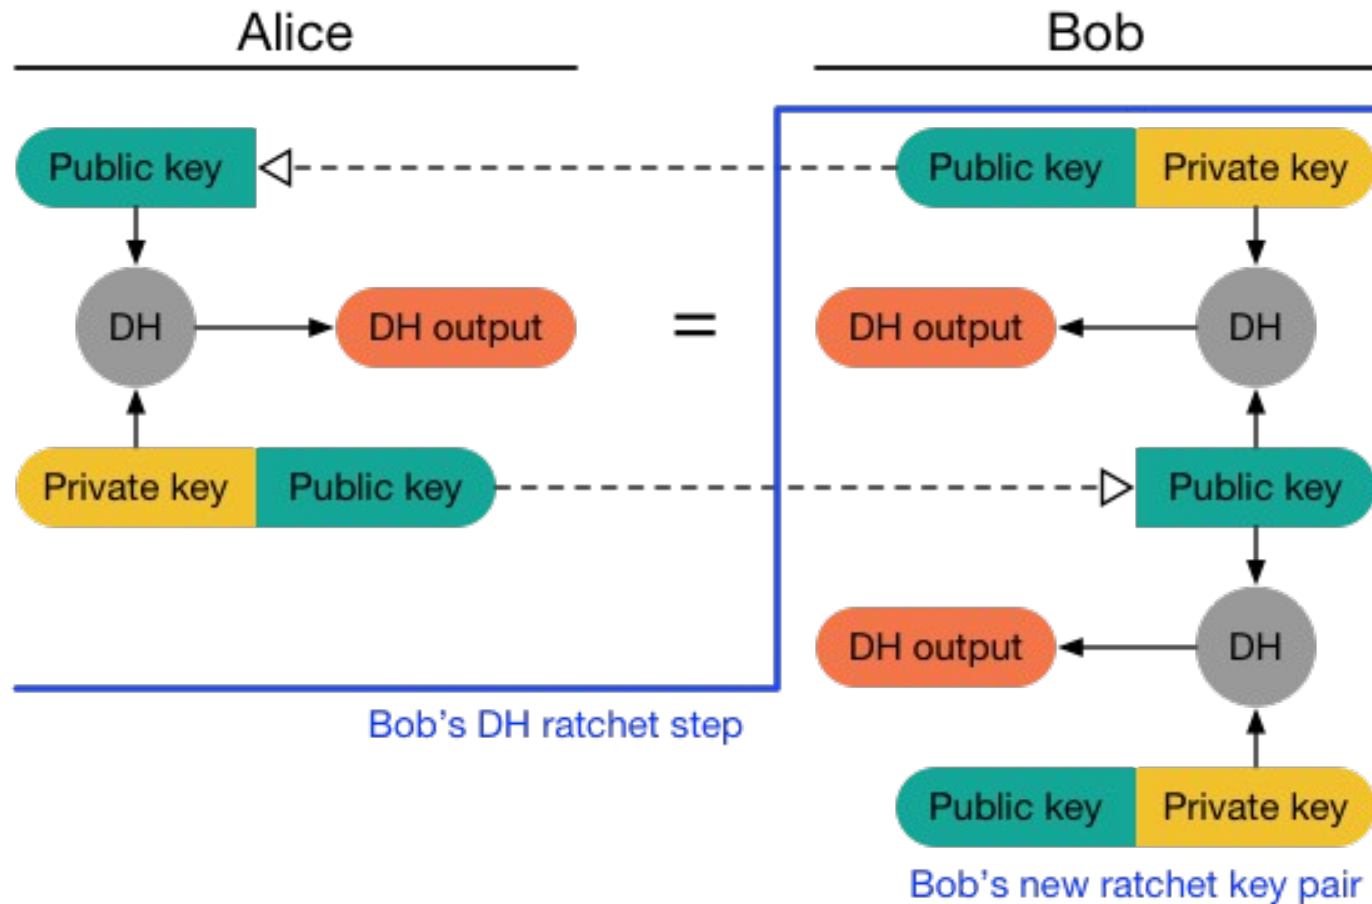 Alice
Bob
Public key
Public key
Private key
DH
DH output
=
DH output
DH
Private key
Public key
Public key
DH output
DH
Bob’s DH ratchet step
Public key
Private key
Bob’s new ratchet key pair